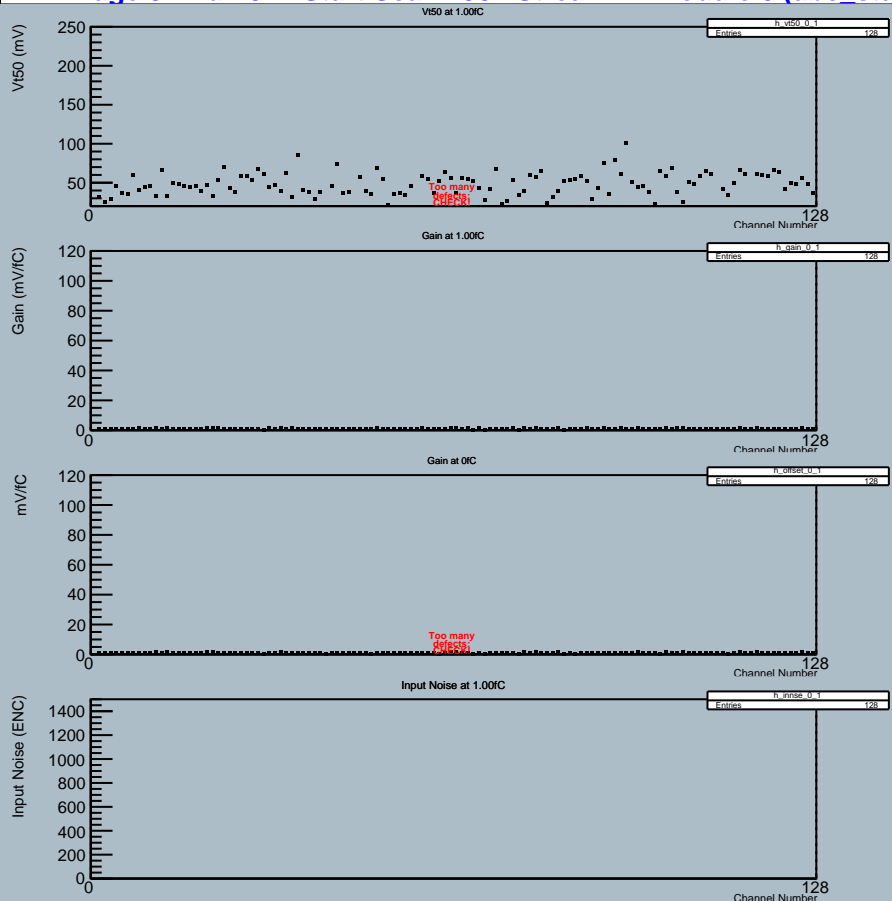 Vt50 at 1.00fC
h_vt50_0_1
Entries 128
Vt50 (mV)
250
200
150
100
50
Too many
defects:
CHECK!
0
128
Channel Number
Gain at 1.00fC
h_gain_0_1
Entries 128
Gain (mV/fC)
120
100
80
60
40
20
0
0
128
Channel Number
Gain at 0fC
h_offset_0_1
Entries 128
mV/fC
120
100
80
60
40
20
0
Too many
defects:
CHECK!
0
128
Channel Number
Input Noise at 1.00fC
h_innse_0_1
Entries 128
Input Noise (ENC)
1400
1200
1000
800
600
400
200
0
0
128
Channel Number